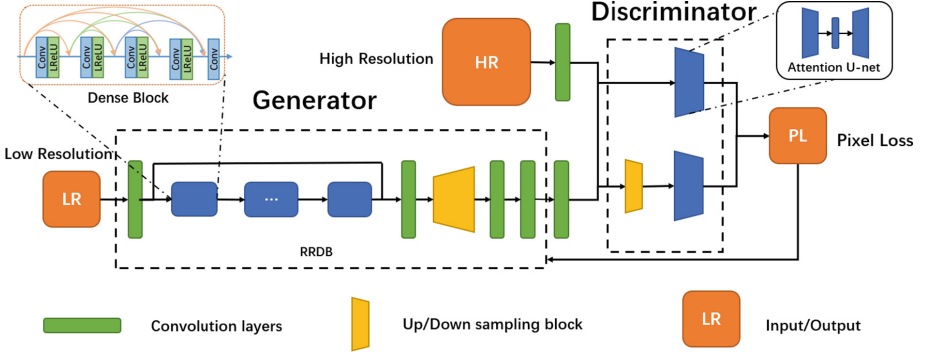 Discriminator
Conv LReLU Conv LReLU Conv LReLU Conv LReLU Conv
Dense Block
High Resolution
HR
Attention U-net
Generator
PL
Pixel Loss
Low Resolution
LR
...
RRDB
Convolution layers
Up/Down sampling block
LR
Input/Output